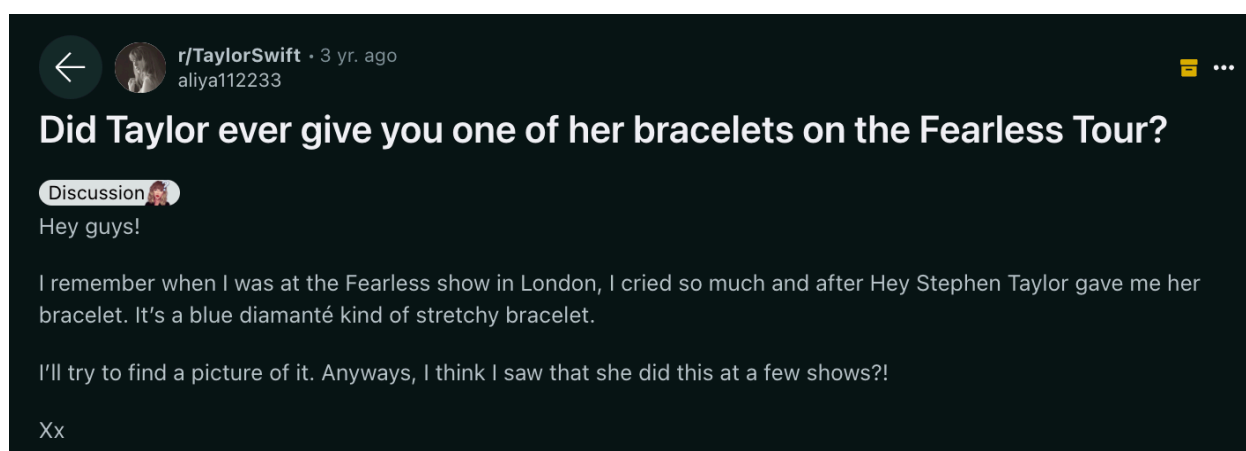 r/TaylorSwift • 3 yr. ago
aliya112233
Did Taylor ever give you one of her bracelets on the Fearless Tour?
Discussion
Hey guys!
I remember when I was at the Fearless show in London, I cried so much and after Hey Stephen Taylor gave me her
bracelet. It’s a blue diamanté kind of stretchy bracelet.
I’ll try to find a picture of it. Anyways, I think I saw that she did this at a few shows?!
Xx